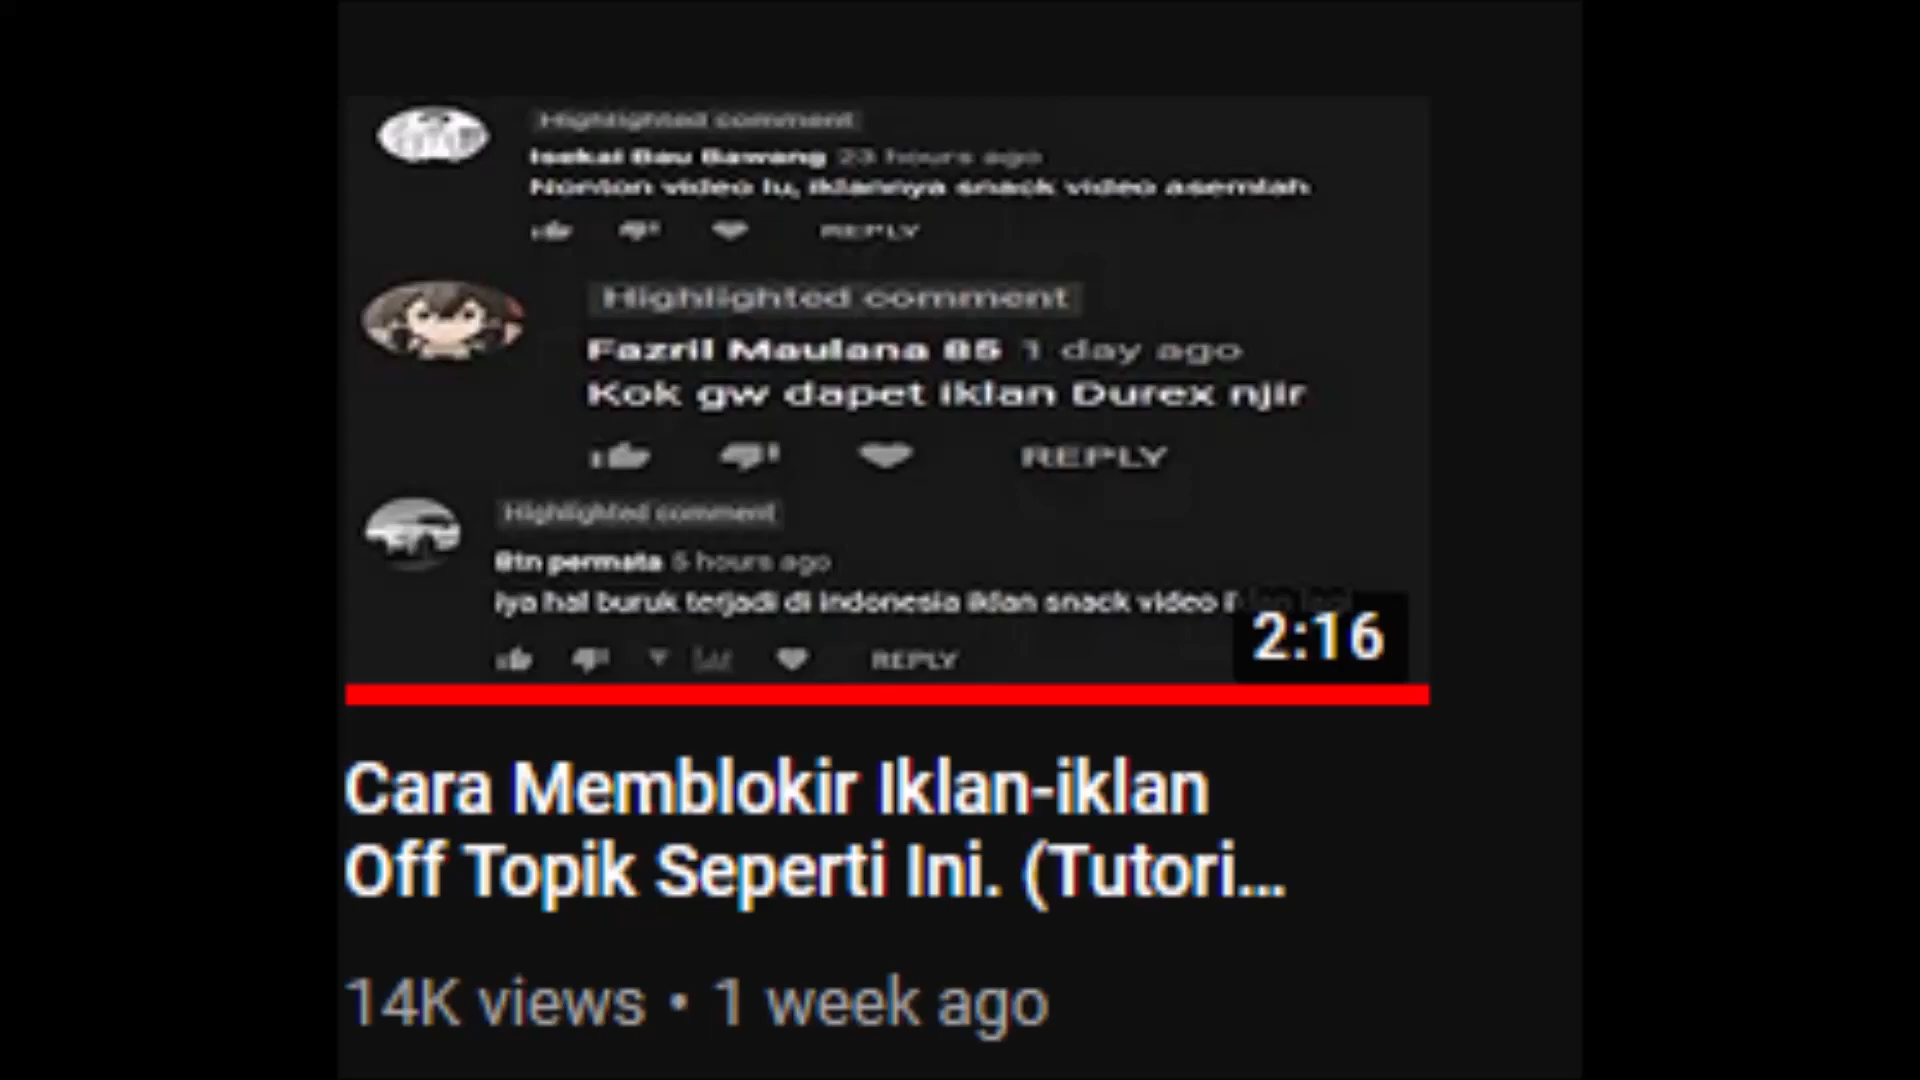 Highlighted comment
Isekai Bau Bawang 23 hours ago
Nonton video lu, iklannya snack video asemlah
REPLY
Highlighted comment
Fazril Maulana 85 1 day ago
Kok gw dapet iklan Durex njir
REPLY
Highlighted comment
Btn permata 5 hours ago
iya hal buruk terjadi di indonesia iklan snack video
REPLY
2:16
Cara Memblokir Iklan-iklan
Off Topik Seperti Ini. (Tutori...
14K views • 1 week ago